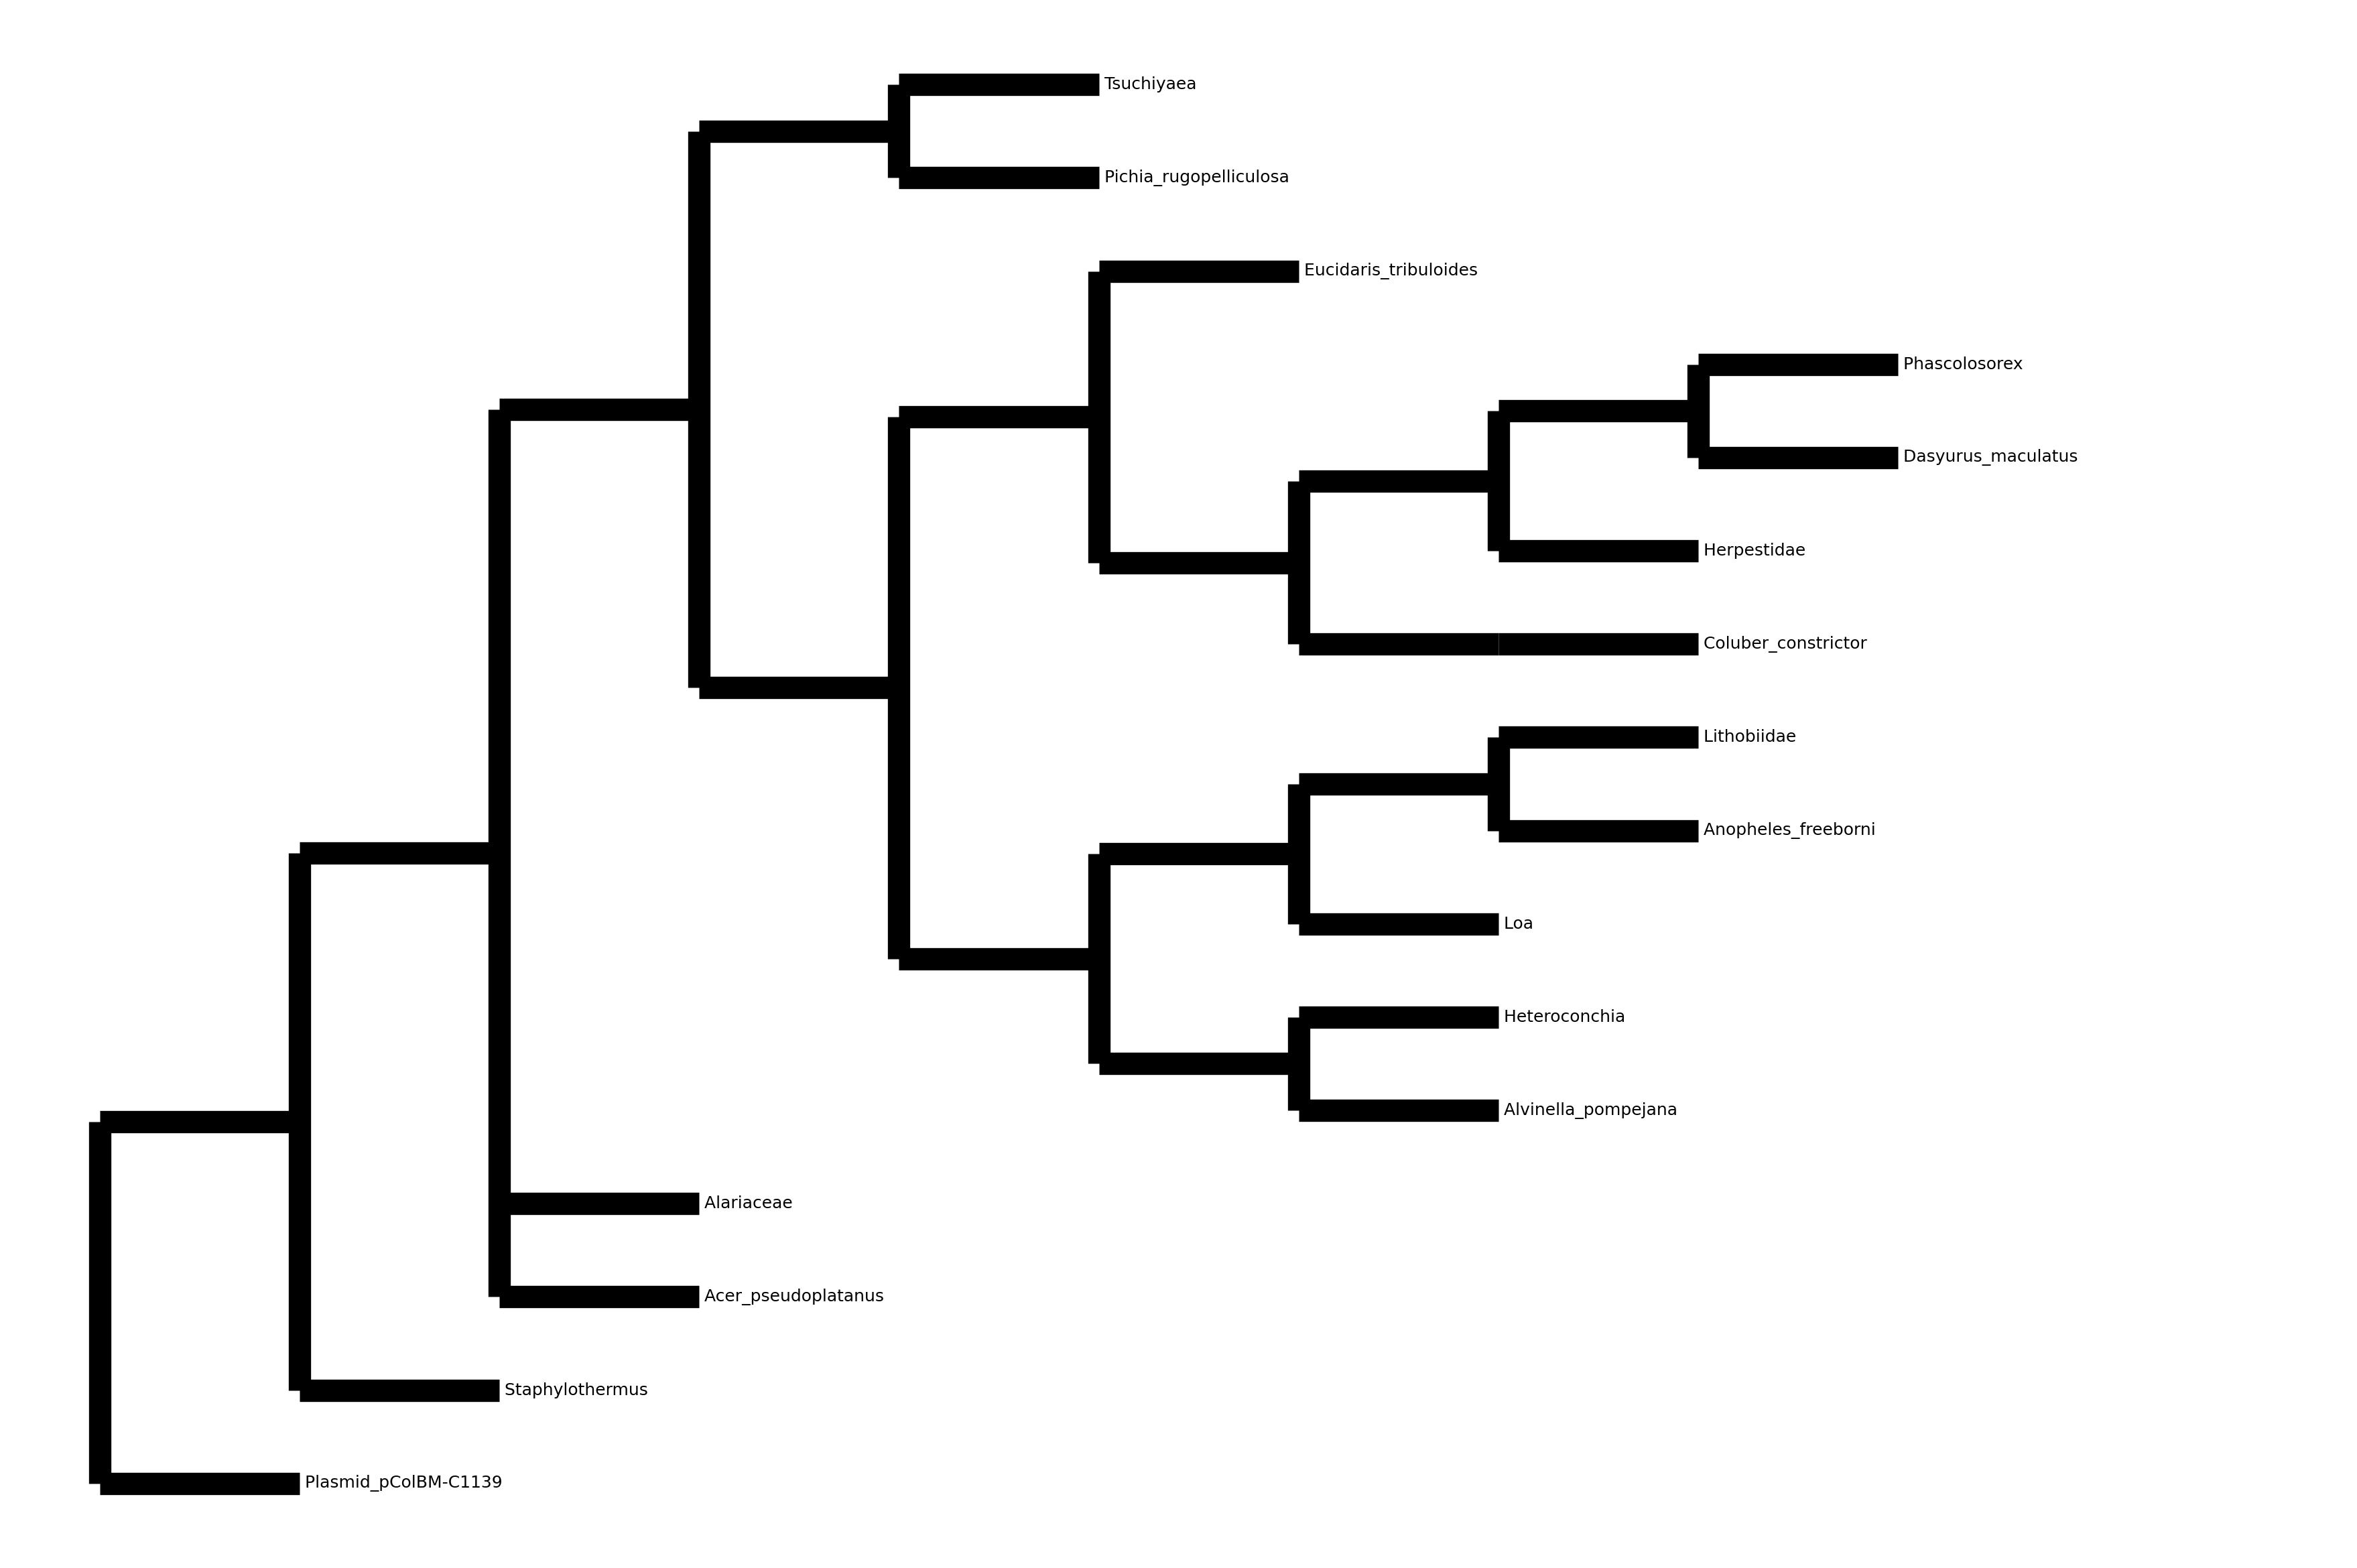 Tsuchiyaea
Pichia_rugopelliculosa
Eucidaris_tribuloides
Phascolosorex
Dasyurus_maculatus
Herpestidae
Coluber_constrictor
Lithobiidae
Anopheles_freeborni
Loa
Heteroconchia
Alvinella_pompejana
Alariaceae
Acer_pseudoplatanus
Staphylothermus
Plasmid_pColBM-C1139